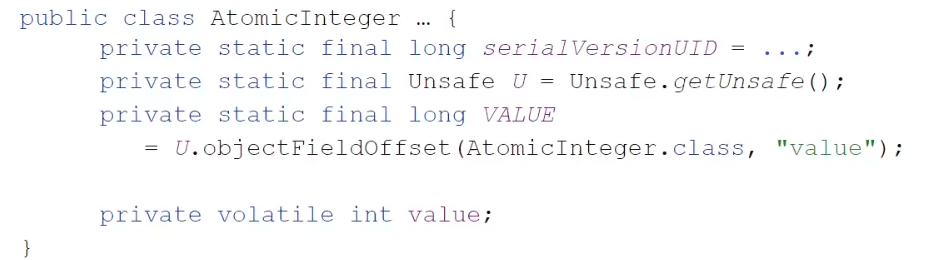 public class AtomicInteger … {
private static final long serialVersionUID = ...;
private static final Unsafe U = Unsafe.getUnsafe();
private static final long VALUE
= U.objectFieldOffset(AtomicInteger.class, "value");
private volatile int value;
}